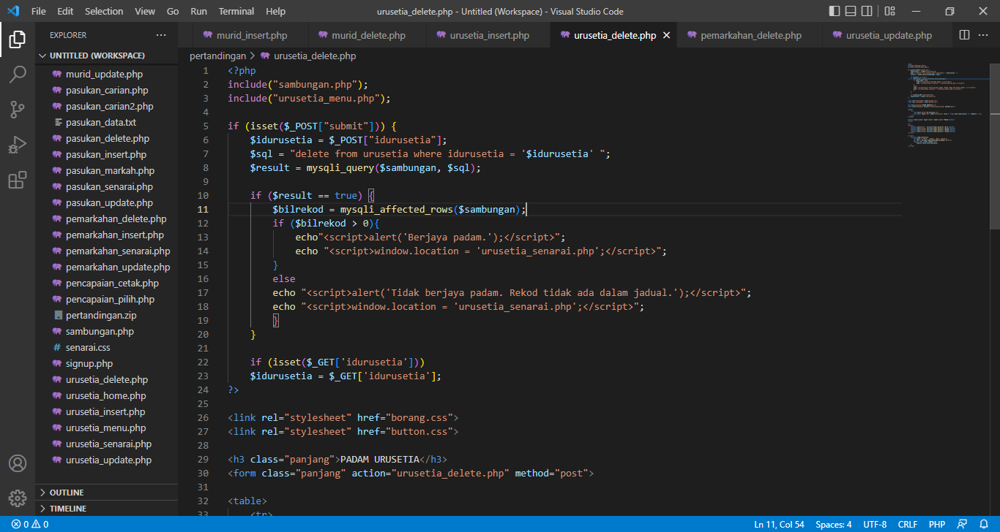 File Edit Selection View Go Run Terminal Help
urusetia_delete.php - Untitled (Workspace) - Visual Studio Code
EXPLORER
UNTITLED (WORKSPACE)
murid_update.php
pasukan_carian.php
pasukan_carian2.php
pasukan_data.txt
pasukan_delete.php
pasukan_insert.php
pasukan_markah.php
pasukan_senarai.php
pasukan_update.php
pemarkahan_delete.php
pemarkahan_insert.php
pemarkahan_senarai.php
pemarkahan_update.php
pencapaian_cetak.php
pencapaian_pilih.php
pertandingan.zip
sambungan.php
# senarai.css
signup.php
urusetia_delete.php
urusetia_home.php
urusetia_insert.php
urusetia_menu.php
urusetia_senarai.php
urusetia_update.php
OUTLINE
TIMELINE
murid_insert.php murid_delete.php urusetia_insert.php urusetia_delete.php pemarkahan_delete.php urusetia_update.php
pertandingan > urusetia_delete.php
1 <?php
2 include("sambungan.php");
3 include("urusetia_menu.php");
4
5 if (isset($_POST["submit"])) {
6 $idurusetia = $_POST["idurusetia"];
7 $sql = "delete from urusetia where idurusetia = '$idurusetia' ";
8 $result = mysqli_query($sambungan, $sql);
9
10 if ($result == true) {
11 $bilrekod = mysqli_affected_rows($sambungan);
12 if ($bilrekod > 0){
13 echo"<script>alert('Berjaya padam.');</script>";
14 echo "<script>window.location = 'urusetia_senarai.php';</script>";
15 }
16 else
17 echo "<script>alert('Tidak berjaya padam. Rekod tidak ada dalam jadual.');</script>";
18 echo "<script>window.location = 'urusetia_senarai.php';</script>";
19 }
20 }
21
22 if (isset($_GET['idurusetia']))
23 $idurusetia = $_GET['idurusetia'];
24 ?>
25
26 <link rel="stylesheet" href="borang.css">
27 <link rel="stylesheet" href="button.css">
28
29 <h3 class="panjang">PADAM URUSETIA</h3>
30 <form class="panjang" action="urusetia_delete.php" method="post">
31
32 <table>
33 <tr>
0 0 Ln 11, Col 54 Spaces: 4 UTF-8 CRLF PHP